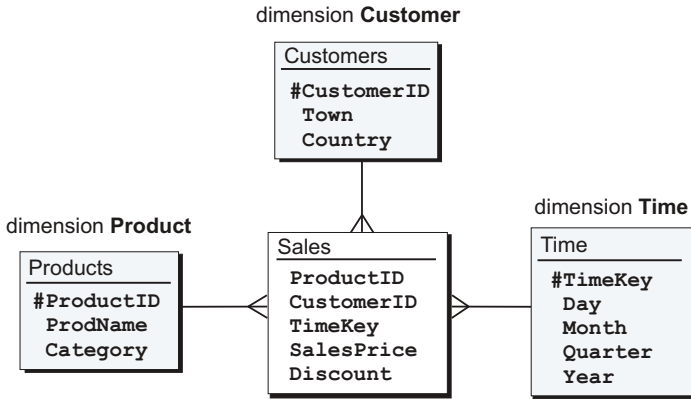 dimension Customer
Customers
#CustomerID
Town
Country
dimension Product
Products
#ProductID
ProdName
Category
Sales
ProductID
CustomerID
TimeKey
SalesPrice
Discount
dimension Time
Time
#TimeKey
Day
Month
Quarter
Year